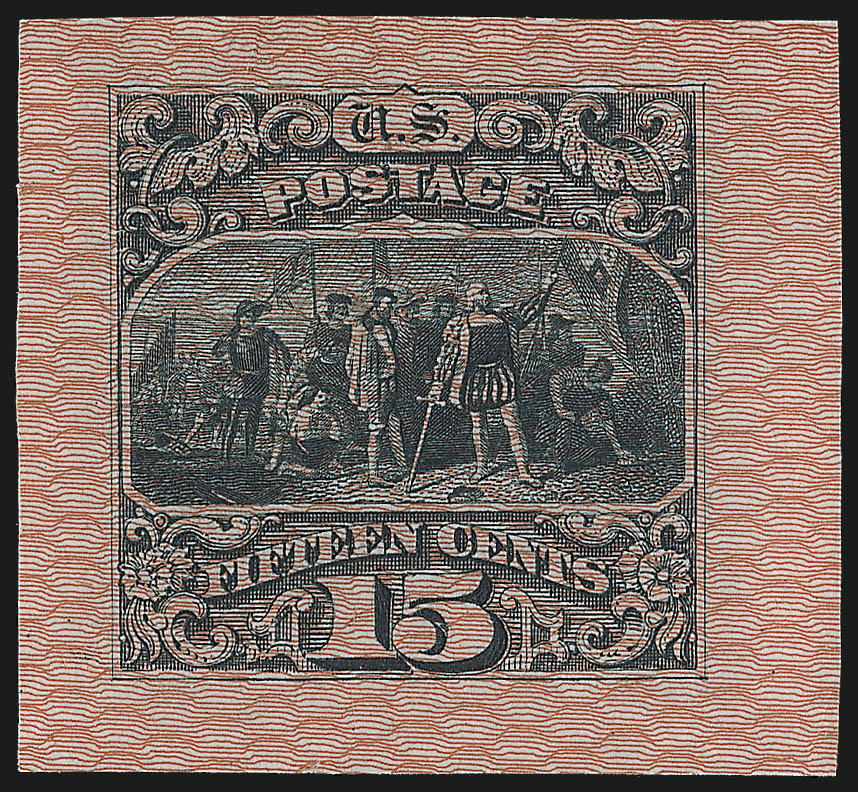 U.S.
POSTAGE
FIFTEEN CENTS
15